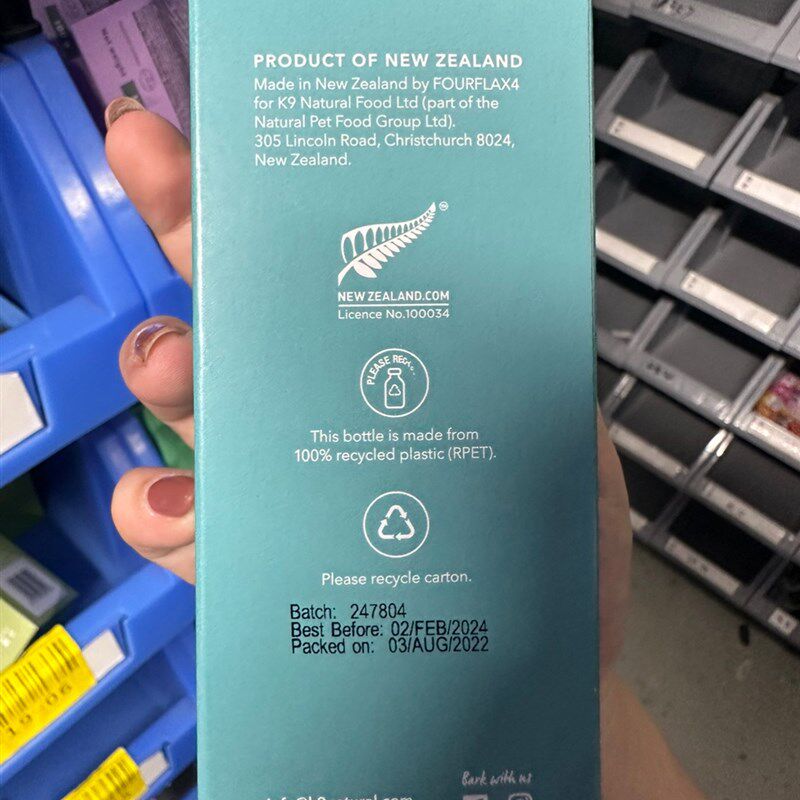 PRODUCT OF NEW ZEALAND
Made in New Zealand by FOURFLAX4
for K9 Natural Food Ltd (part of the
Natural Pet Food Group Ltd).
305 Lincoln Road, Christchurch 8024,
New Zealand.
TM
NEWZEALAND.COM
Licence No.100034
PLEASE
This bottle is made from
100% recycled plastic (RPET).
Please recycle carton.
Batch: 247804
Best Before: 02/FEB/2024
Packed on: 03/AUG/2022
Bark with us